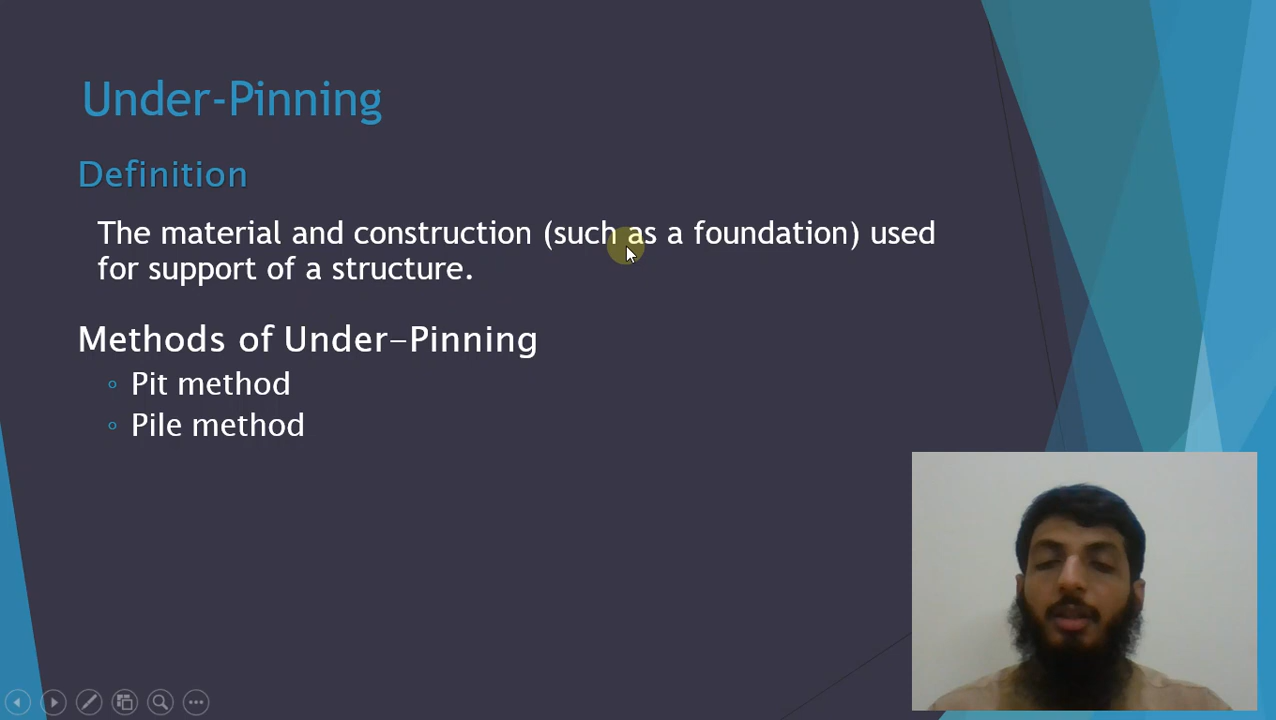 Under-Pinning
Definition
The material and construction (such as a foundation) used
for support of a structure.
Methods of Under-Pinning
◦ Pit method
◦ Pile method